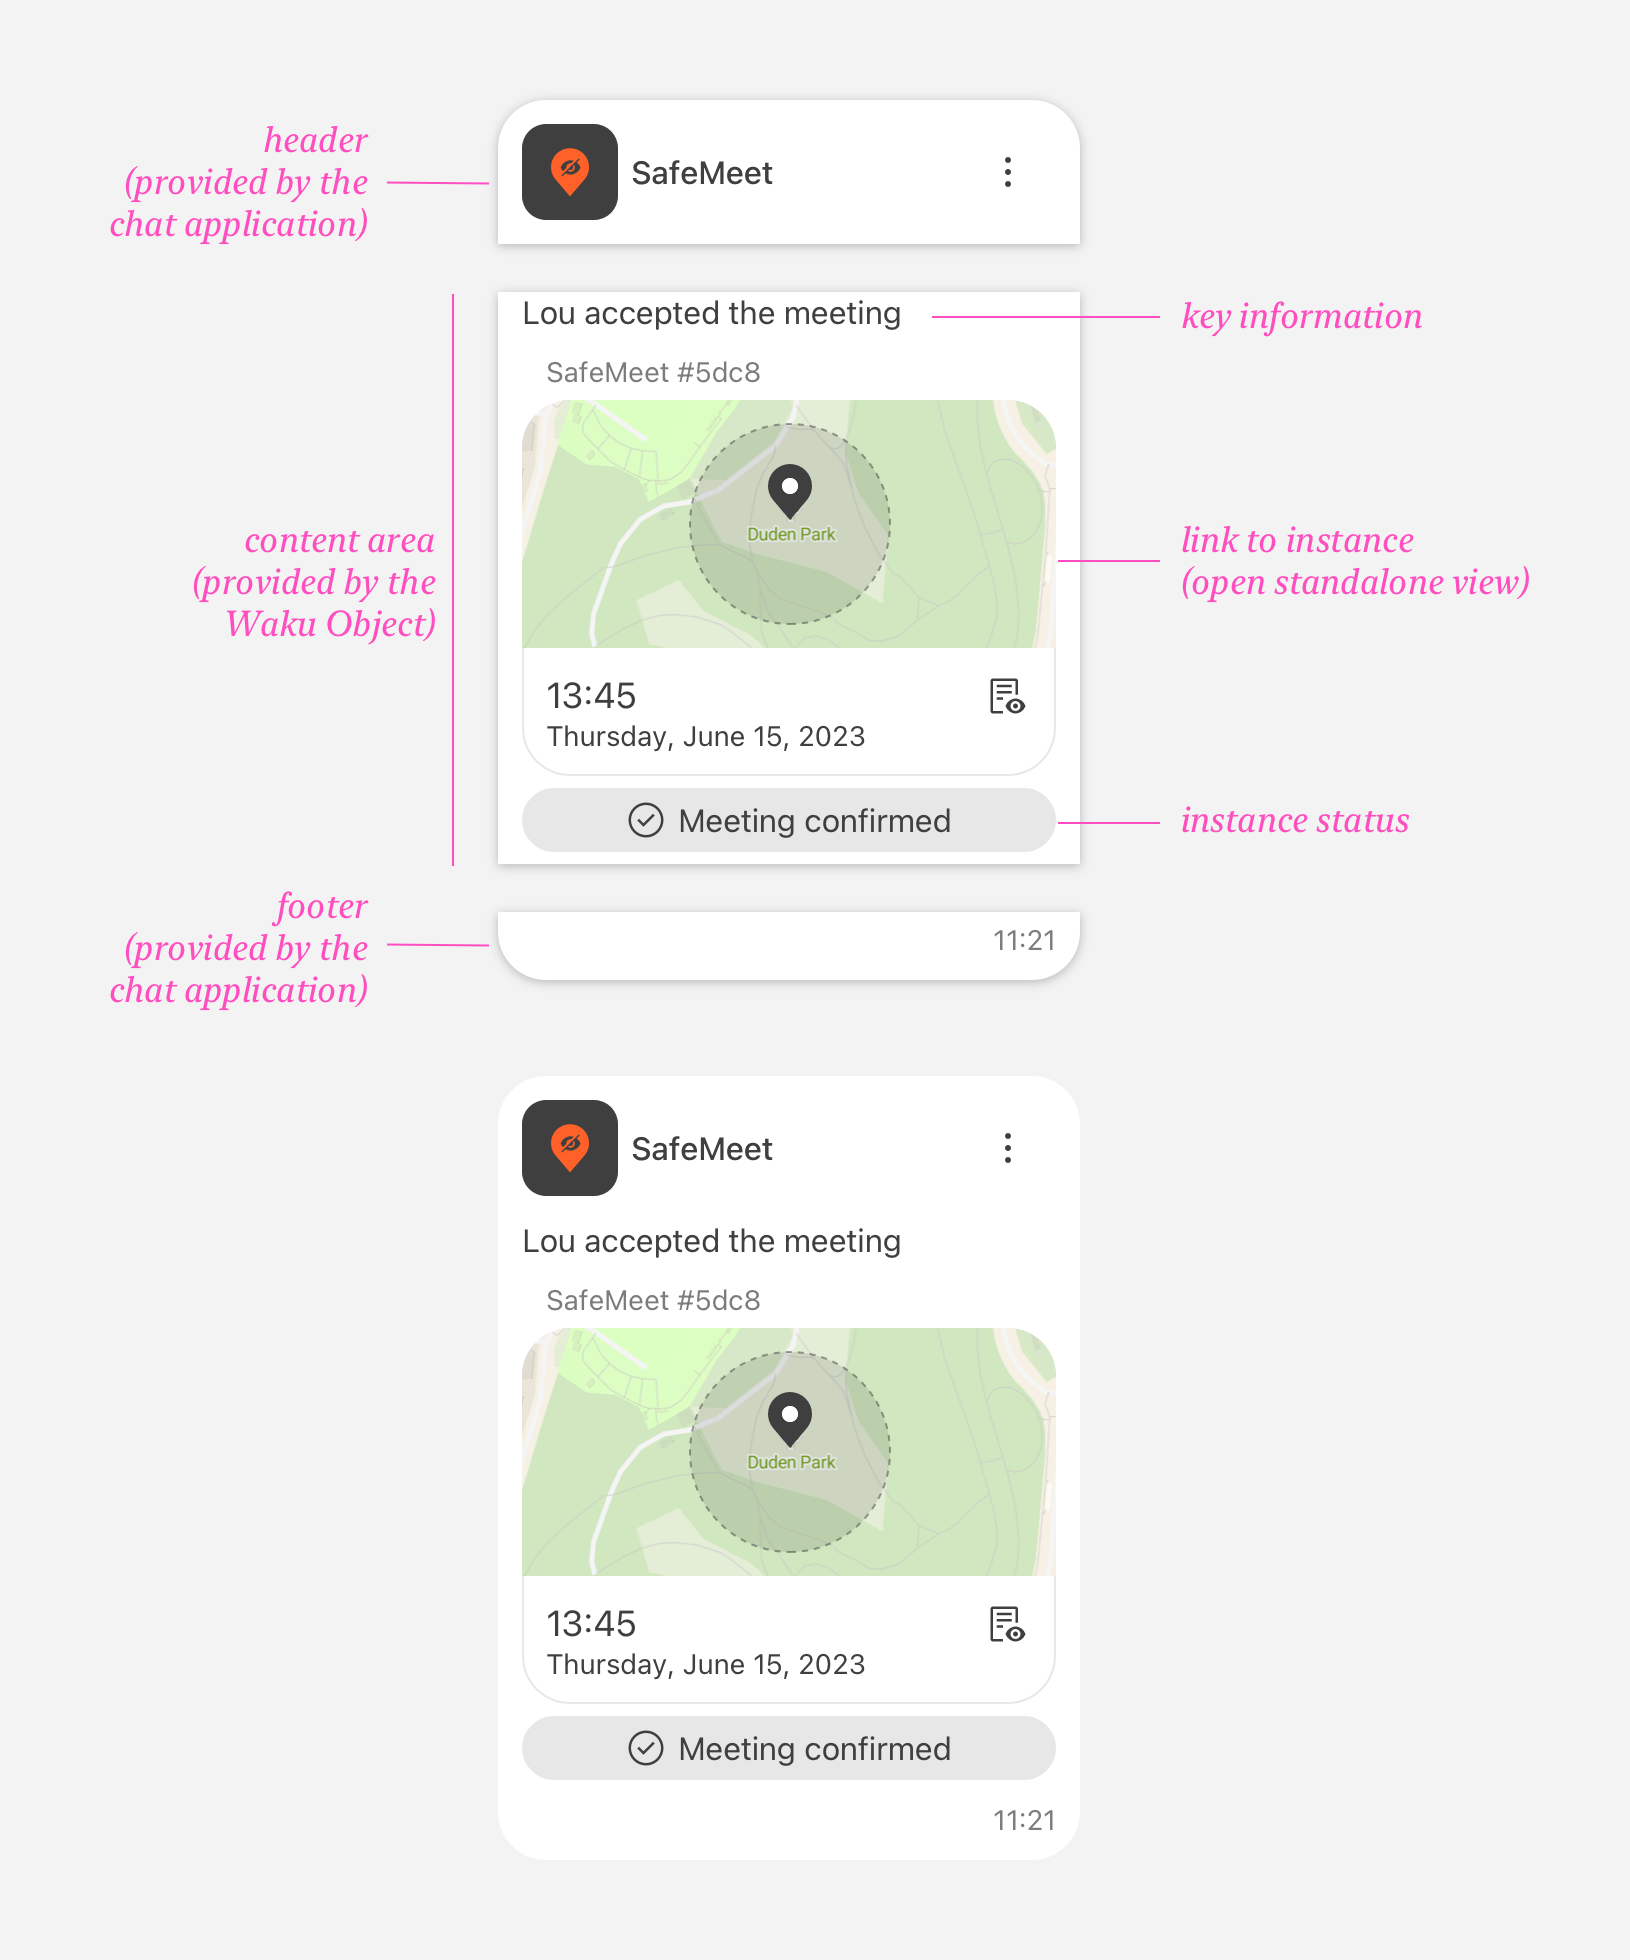 header
(provided by the
chat application)
SafeMeet
Lou accepted the meeting
key information
SafeMeet #5dc8
Duden Park
content area
(provided by the
Waku Object)
link to instance
(open standalone view)
13:45
Thursday, June 15, 2023
Meeting confirmed
instance status
footer
(provided by the
chat application)
11:21
SafeMeet
Lou accepted the meeting
SafeMeet #5dc8
Duden Park
13:45
Thursday, June 15, 2023
Meeting confirmed
11:21